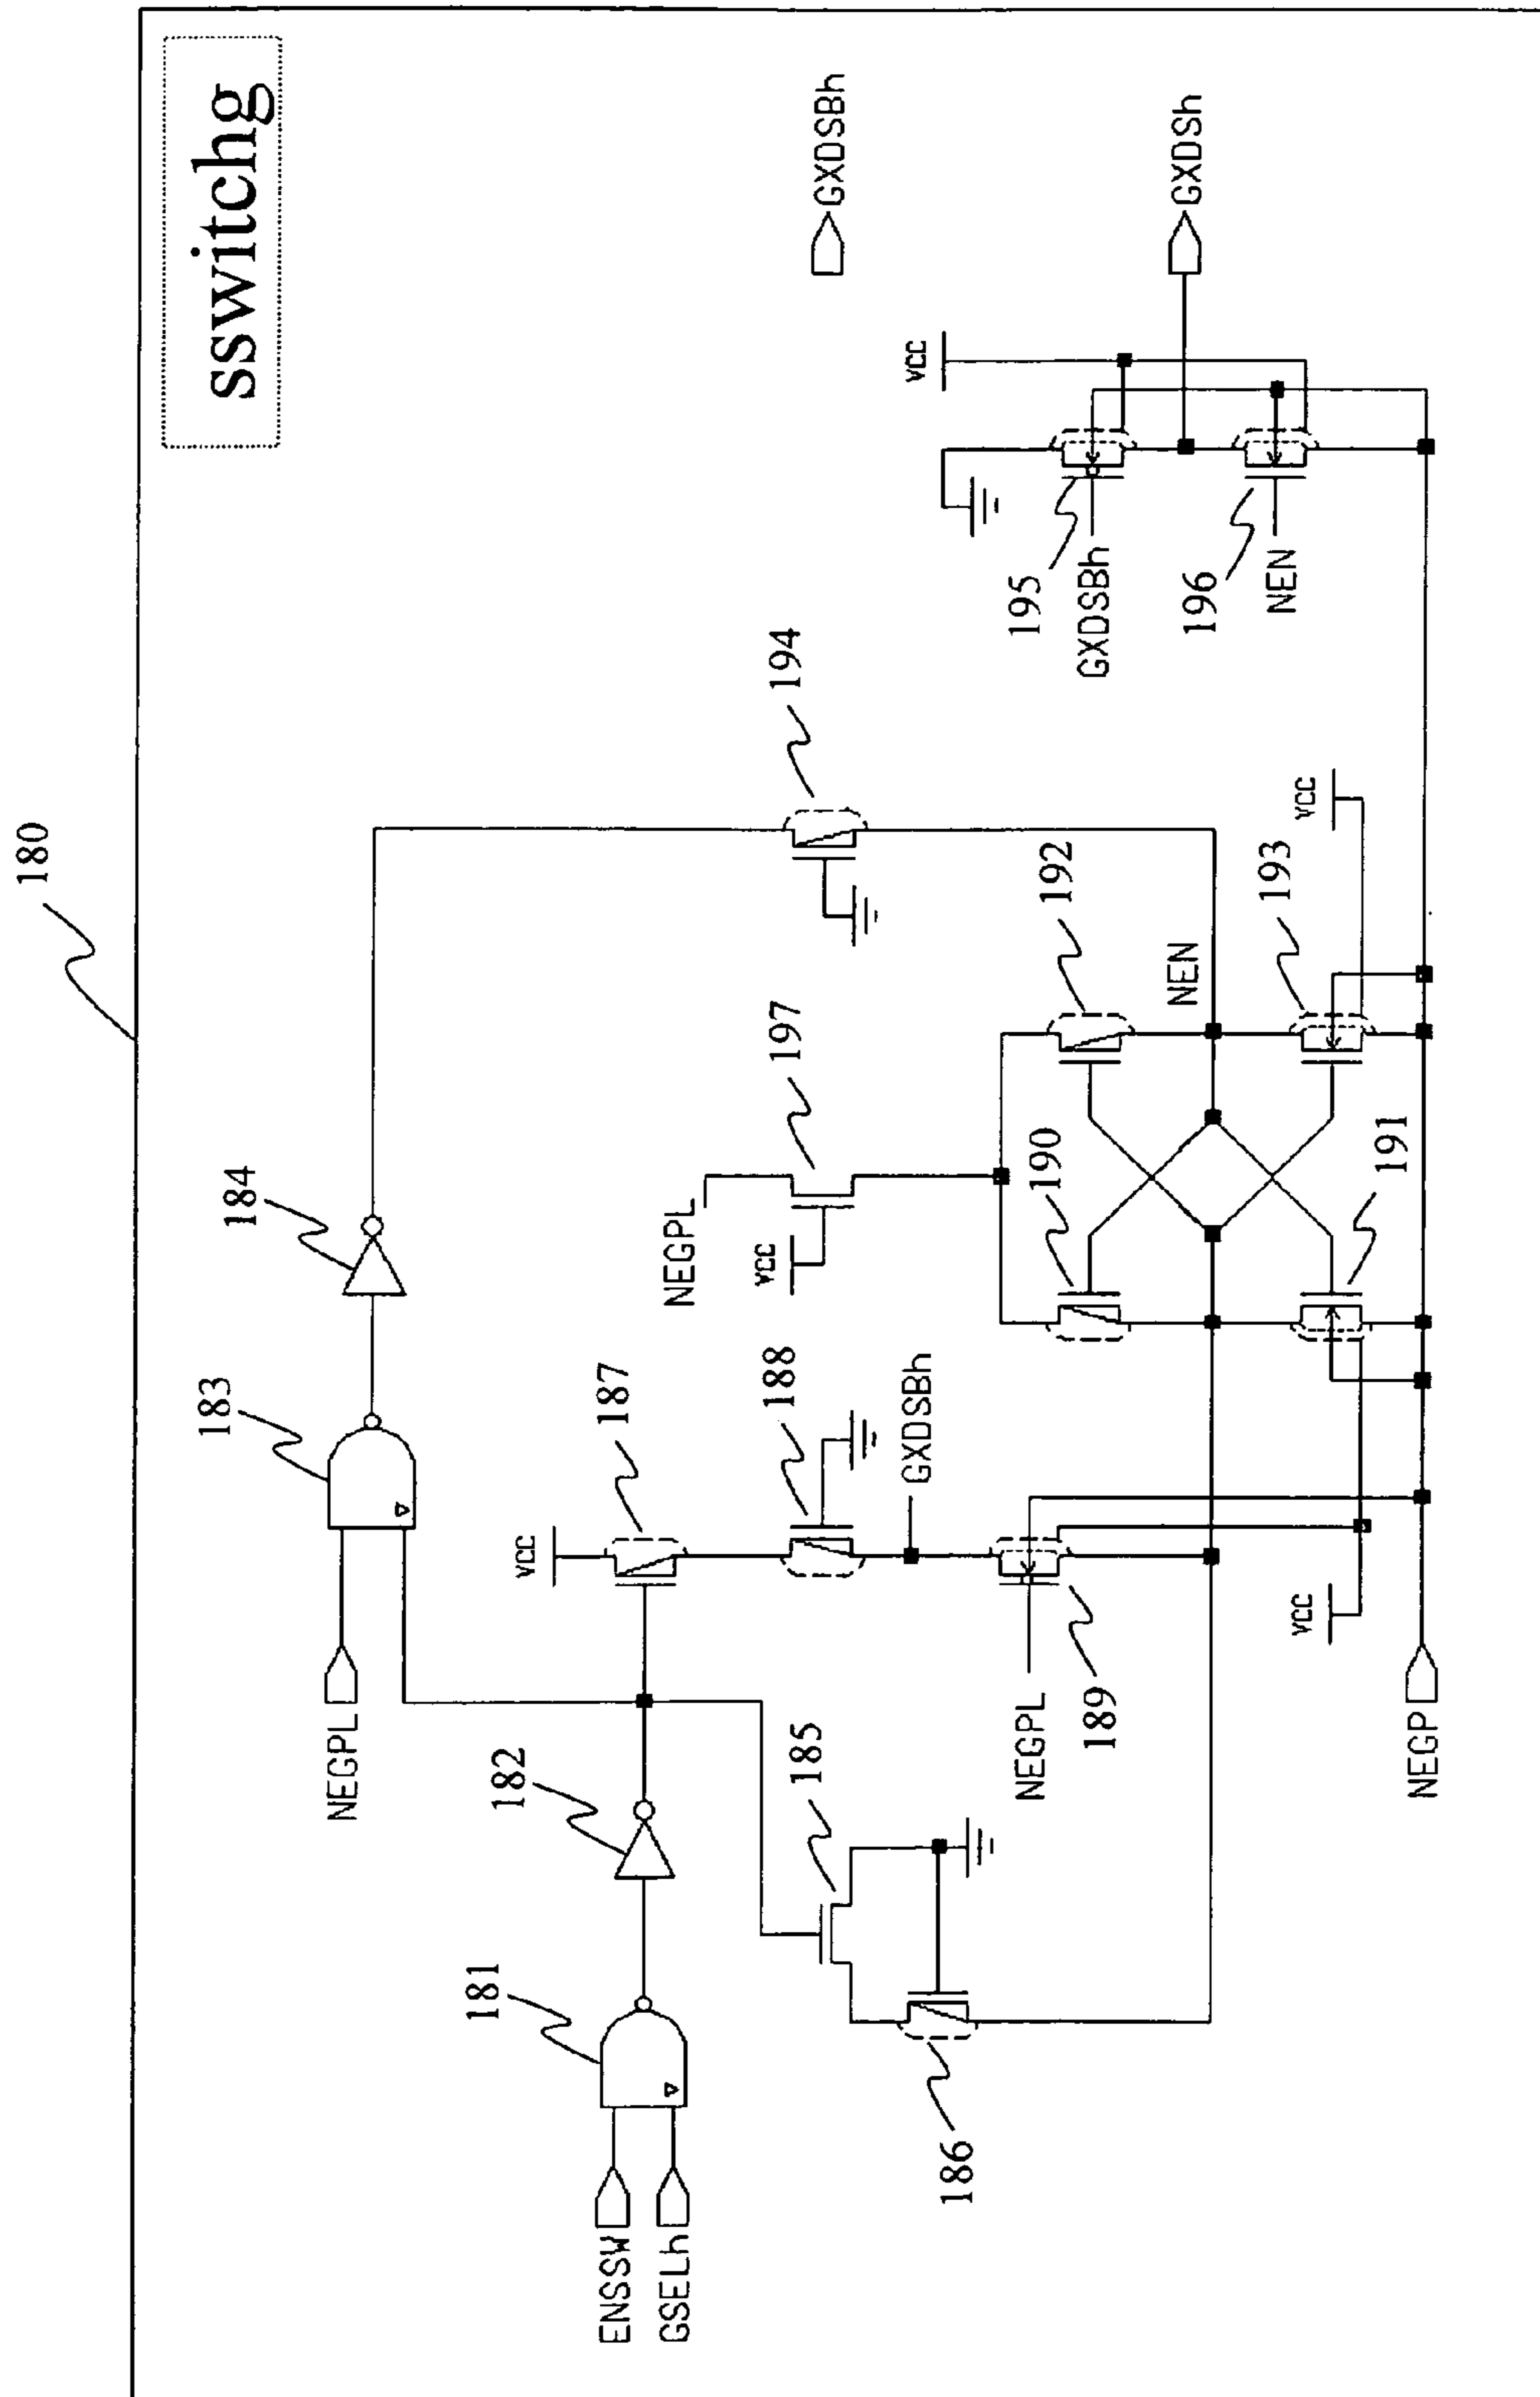 180
sswitchg
184
183
NEGPL
182
181
ENSSW
GSELh
187
VCC
188
185
186
GXDSBh
NEGPL
189
VCC
NEGP
197
NEGPL
VCC
194
190
192
NEN
191
193
VCC
VCC
195
GXDSBh
196
NEN
GXDSBh
GXDSh